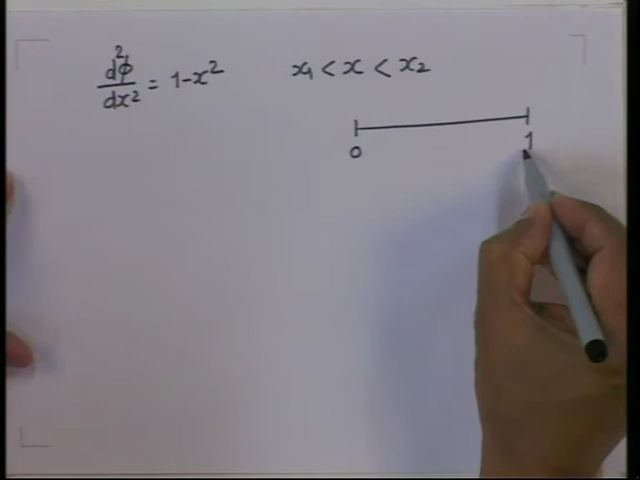 d²ϕ/dx² = 1-x²    x₁ < x < x₂
0    1